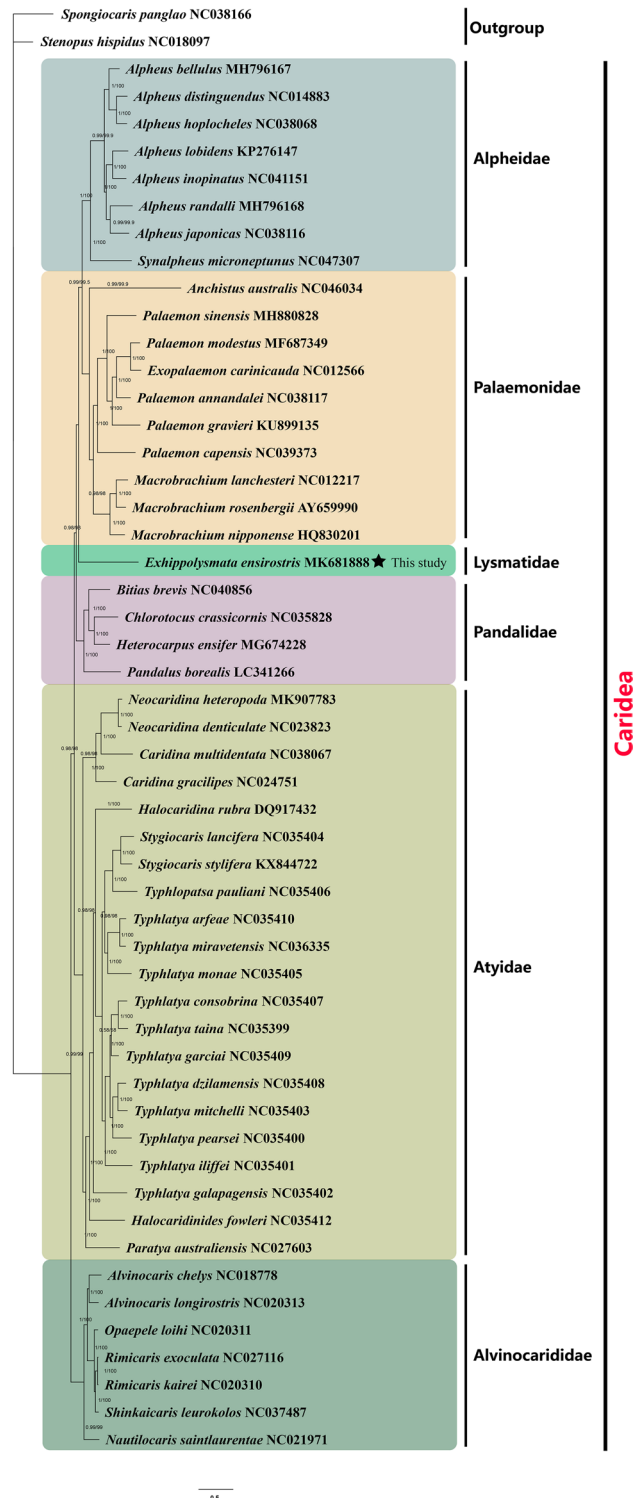 Spongiocaris panglao NC038166
Stenopus hispidus NC018097
Outgroup
Alpheus bellulus MH796167
Alpheus distinguendus NC014883
Alpheus hoplocheles NC038068
Alpheus lobidens KP276147
Alpheus inopinatus NC041151
Alpheus randalli MH796168
Alpheus japonicas NC038116
Synalpheus microneptunus NC047307
Alpheidae
Anchistus australis NC046034
Palaemon sinensis MH880828
Palaemon modestus MF687349
Exopalaemon carinicauda NC012566
Palaemon annandalei NC038117
Palaemon gravieri KU899135
Palaemon capensis NC039373
Macrobrachium lanchesteri NC012217
Macrobrachium rosenbergii AY659990
Macrobrachium nipponense HQ830201
Palaemonidae
Exhippolysmata ensirostris MK681888 ★ This study
Lysmatidae
Bitias brevis NC040856
Chlorotocus crassicornis NC035828
Heterocarpus ensifer MG674228
Pandalus borealis LC341266
Pandalidae
Neocaridina heteropoda MK907783
Neocaridina denticulate NC023823
Caridina multidentata NC038067
Caridina gracilipes NC024751
Halocaridina rubra DQ917432
Stygiocaris lancifera NC035404
Stygiocaris stylifera KX844722
Typhlopatsa pauliani NC035406
Typhlatya arfeae NC035410
Typhlatya miravetensis NC036335
Typhlatya monae NC035405
Typhlatya consobrina NC035407
Typhlatya taina NC035399
Typhlatya garciai NC035409
Typhlatya dzilamensis NC035408
Typhlatya mitchelli NC035403
Typhlatya pearsei NC035400
Typhlatya iliffei NC035401
Typhlatya galapagensis NC035402
Halocaridinides fowleri NC035412
Paratya australiensis NC027603
Atyidae
Alvinocaris chelys NC018778
Alvinocaris longirostris NC020313
Opaepele loihi NC020311
Rimicaris exoculata NC027116
Rimicaris kairei NC020310
Shinkaicaris leurokolos NC037487
Nautilocaris saintlaurentae NC021971
Alvinocarididae
Caridea